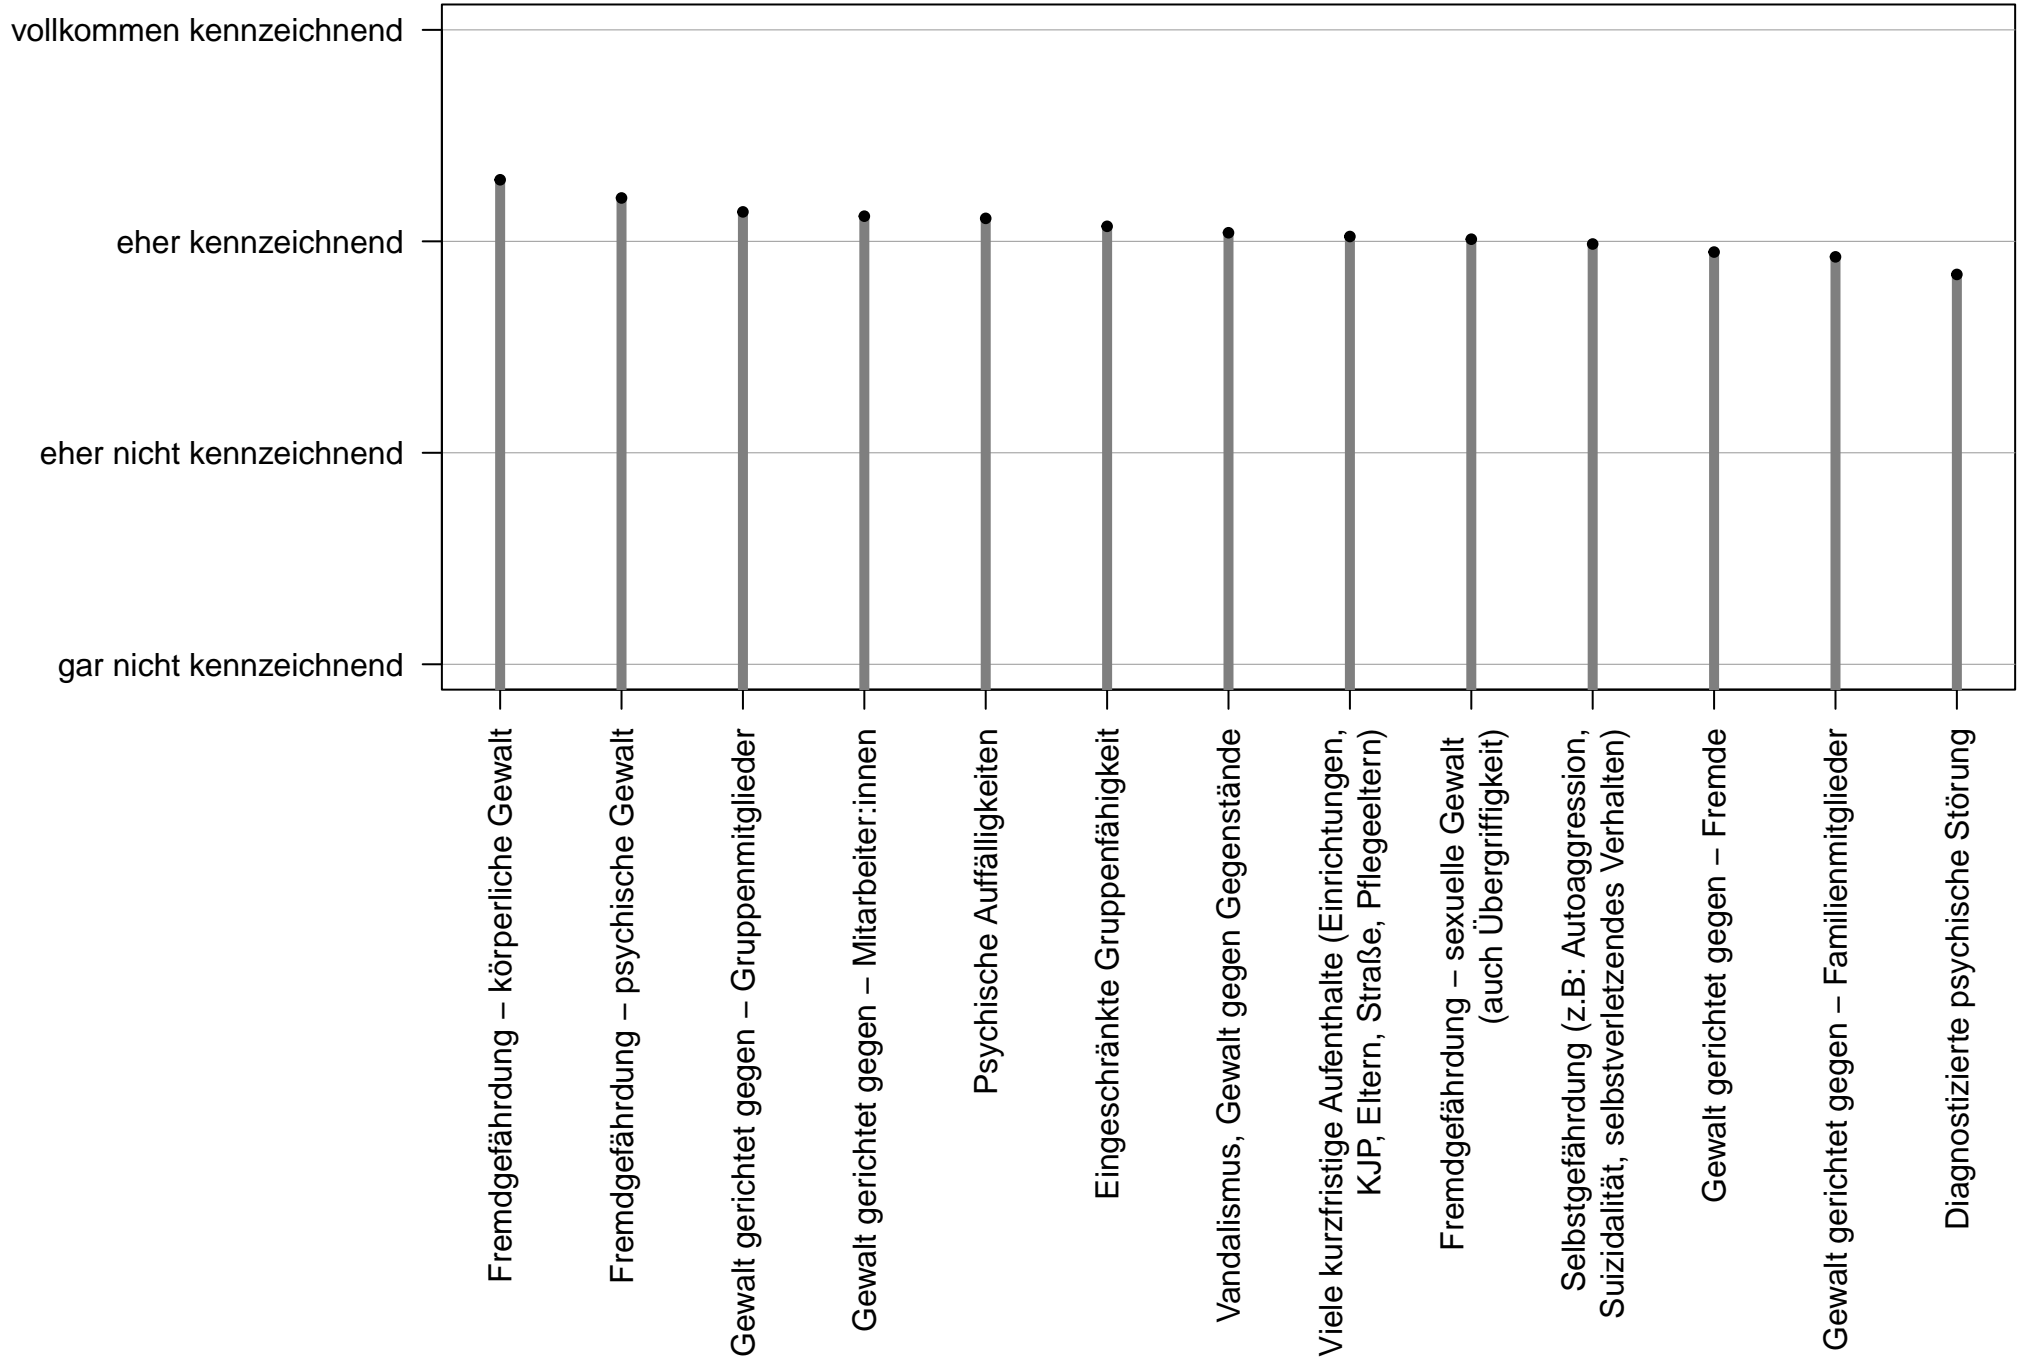 vollkommen kennzeichnend
eher kennzeichnend
eher nicht kennzeichnend
gar nicht kennzeichnend
Fremdgefährdung – körperliche Gewalt
Fremdgefährdung – psychische Gewalt
Gewalt gerichtet gegen – Gruppenmitglieder
Gewalt gerichtet gegen – Mitarbeiter:innen
Psychische Auffälligkeiten
Eingeschränkte Gruppenfähigkeit
Vandalismus, Gewalt gegen Gegenstände
Viele kurzfristige Aufenthalte (Einrichtungen,
KJP, Eltern, Straße, Pflegeeltern)
Fremdgefährdung – sexuelle Gewalt
(auch Übergriffigkeit)
Selbstgefährdung (z.B: Autoaggression,
Suizidalität, selbstverletzendes Verhalten)
Gewalt gerichtet gegen – Fremde
Gewalt gerichtet gegen – Familienmitglieder
Diagnostizierte psychische Störung